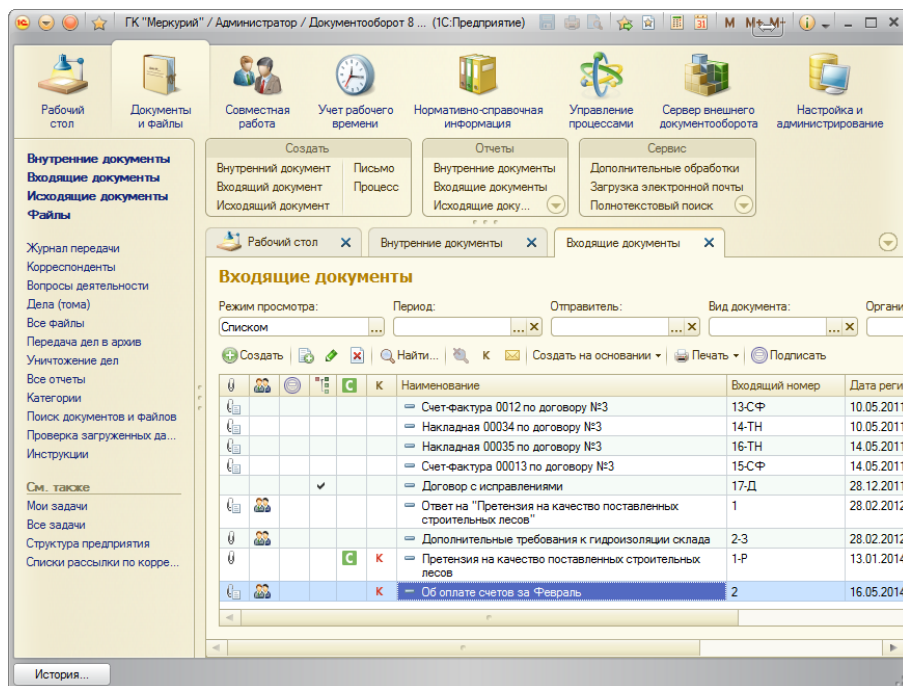 ГК "Меркурий" / Администратор / Документооборот 8 ... (1С:Предприятие)
M M+ M-
Рабочий стол
Документы и файлы
Совместная работа
Учет рабочего времени
Нормативно-справочная информация
Управление процессами
Сервер внешнего документооборота
Настройка и администрирование
Внутренние документы
Входящие документы
Исходящие документы
Файлы
Журнал передачи
Корреспонденты
Вопросы деятельности
Дела (тома)
Все файлы
Передача дел в архив
Уничтожение дел
Все отчеты
Категории
Поиск документов и файлов
Проверка загруженных да...
Инструкции
См. также
Мои задачи
Все задачи
Структура предприятия
Списки рассылки по корре...
Создать
Внутренний документ Письмо
Входящий документ Процесс
Исходящий документ
Отчеты
Внутренние документы
Входящие документы
Исходящие доку...
Сервис
Дополнительные обработки
Загрузка электронной почты
Полнотекстовый поиск
Рабочий стол Внутренние документы Входящие документы
Входящие документы
Режим просмотра: Период: Отправитель: Вид документа: Органи
Списком
Создать Найти... К Создать на основании Печать Подписать
С К Наименование Входящий номер Дата реги
Счет-фактура 0012 по договору №3 13-СФ 10.05.2011
Накладная 00034 по договору №3 14-ТН 10.05.2011
Накладная 00035 по договору №3 16-ТН 14.05.2011
Счет-фактура 00013 по договору №3 15-СФ 14.05.2011
Договор с исправлениями 17-Д 28.12.2011
Ответ на "Претензия на качество поставленных 1 28.02.2012
строительных лесов"
Дополнительные требования к гидроизоляции склада 2-3 28.02.2012
С К Претензия на качество поставленных строительных 1-Р 13.01.2014
лесов
К Об оплате счетов за Февраль 2 16.05.2014
История...